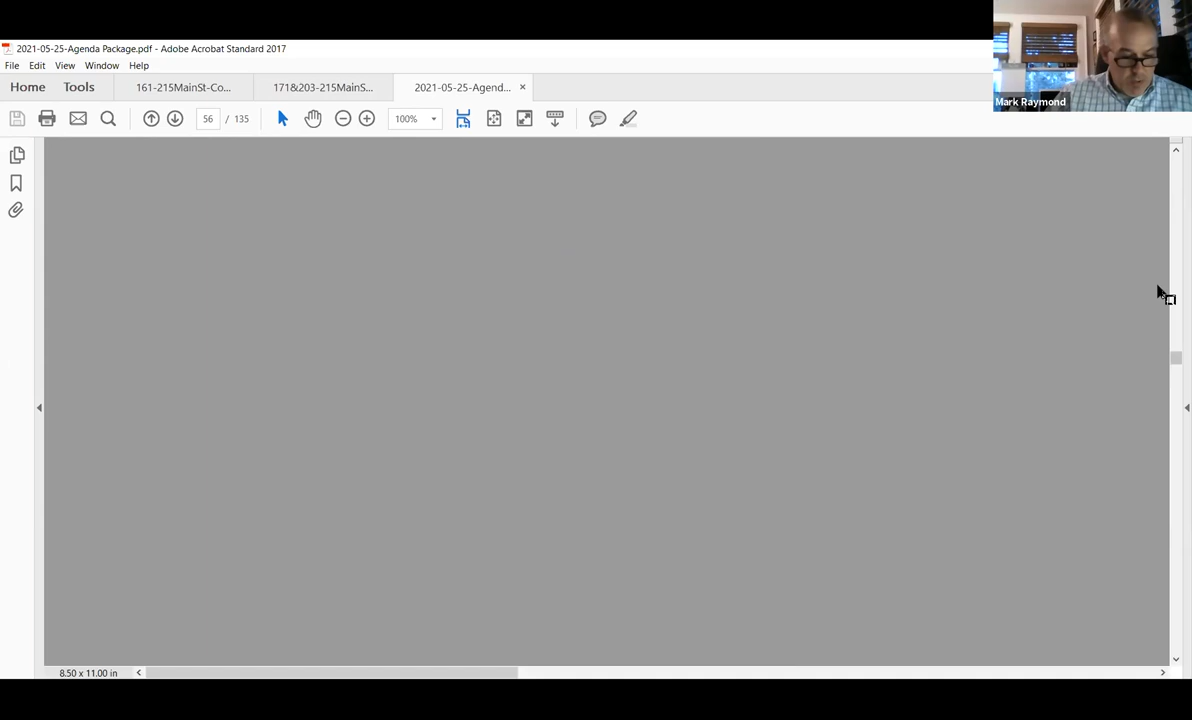 2021-05-25-Agenda Package.pdf - Adobe Acrobat Standard 2017
File Edit View Window Help
Home Tools 161-215MainSt-Co... 171&203-215MainS... 2021-05-25-Agend... ×
56 / 135 100%
Mark Raymond
8.50 x 11.00 in